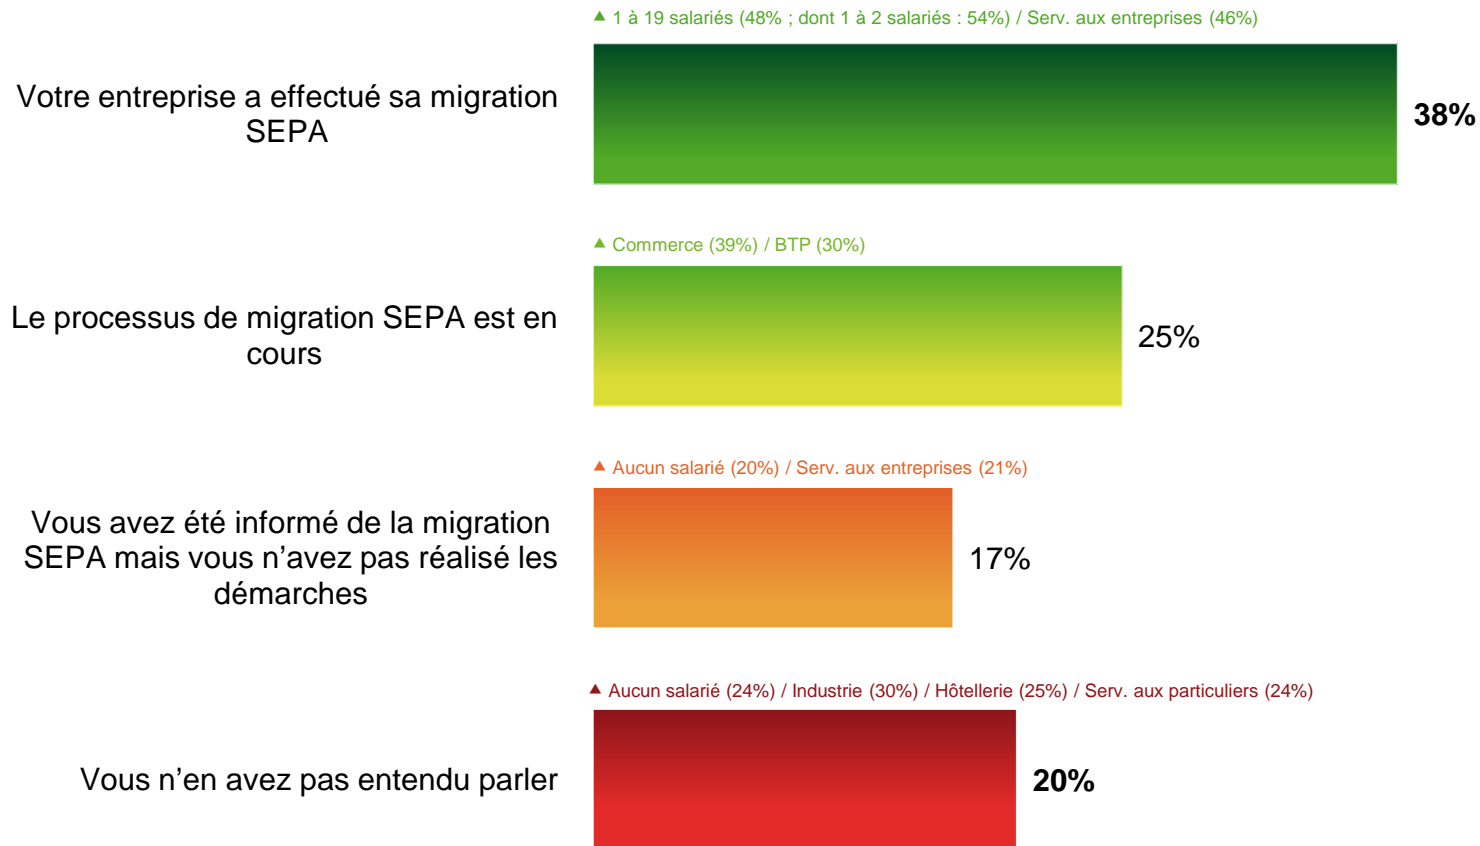 ▲ 1 à 19 salariés (48% ; dont 1 à 2 salariés : 54%) / Serv. aux entreprises (46%)
Votre entreprise a effectué sa migration
SEPA
38%
▲ Commerce (39%) / BTP (30%)
Le processus de migration SEPA est en
cours
25%
▲ Aucun salarié (20%) / Serv. aux entreprises (21%)
Vous avez été informé de la migration
SEPA mais vous n’avez pas réalisé les
démarches
17%
▲ Aucun salarié (24%) / Industrie (30%) / Hôtellerie (25%) / Serv. aux particuliers (24%)
Vous n’en avez pas entendu parler
20%